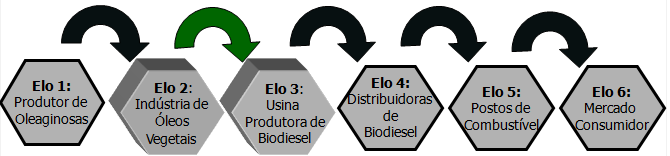 Elo 1:
Produtor de
Oleaginosas
Elo 2:
Indústria de
Óleos
Vegetais
Elo 3:
Usina
Produtora de
Biodiesel
Elo 4:
Distribuidoras
de
Biodiesel
Elo 5:
Postos de
Combustível
Elo 6:
Mercado
Consumidor